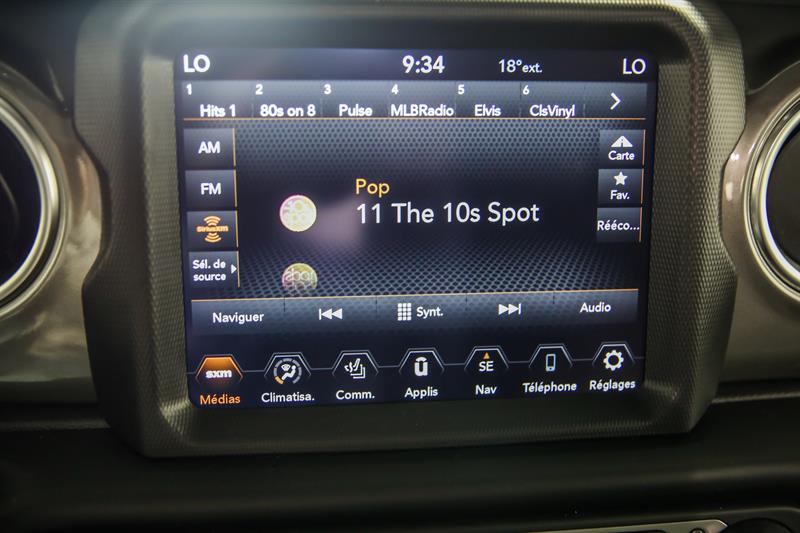 LO 9:34 18°ext. LO
1 2 3 4 5 6
Hits 1 80s on 8 Pulse MLBRadio Elvis ClsVinyl
AM
FM
SiriusXM
Sél. de
source
Pop
11 The 10s Spot
Carte
Fav.
Rééco...
Naviguer Synt. Audio
sxm
SE
Médias Climatisa. Comm. Applis Nav Téléphone Réglages